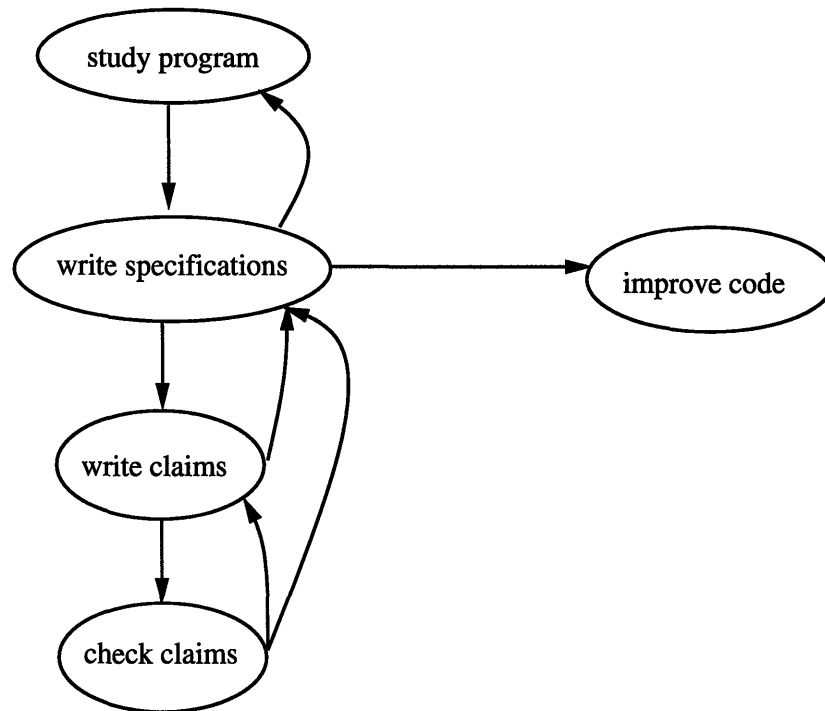 study program
write specifications
improve code
write claims
check claims